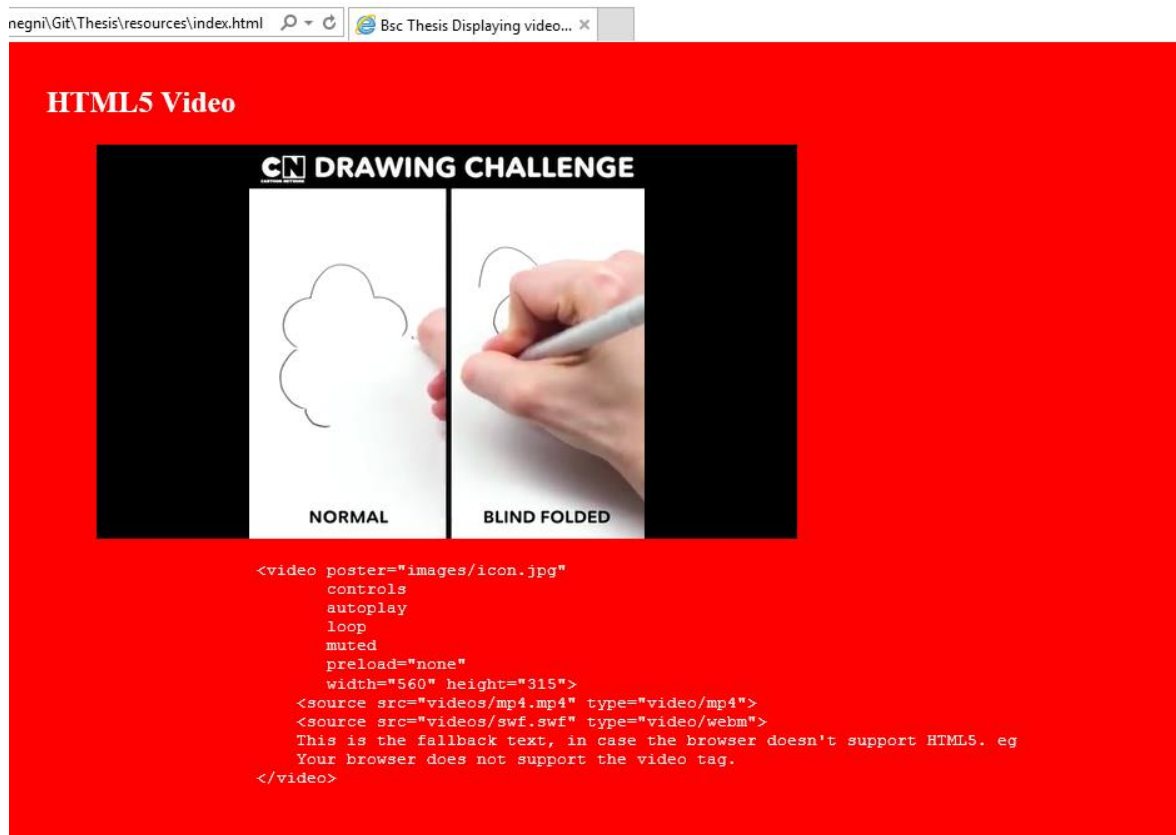 negni\Git\Thesis\resources\index.html
Bsc Thesis Displaying video...
HTML5 Video
CN DRAWING CHALLENGE
CARTOON NETWORK
NORMAL
BLIND FOLDED
<video poster="images/icon.jpg"
controls
autoplay
loop
muted
preload="none"
width="560" height="315">
<source src="videos/mp4.mp4" type="video/mp4">
<source src="videos/swf.swf" type="video/webm">
This is the fallback text, in case the browser doesn't support HTML5. eg
Your browser does not support the video tag.
</video>